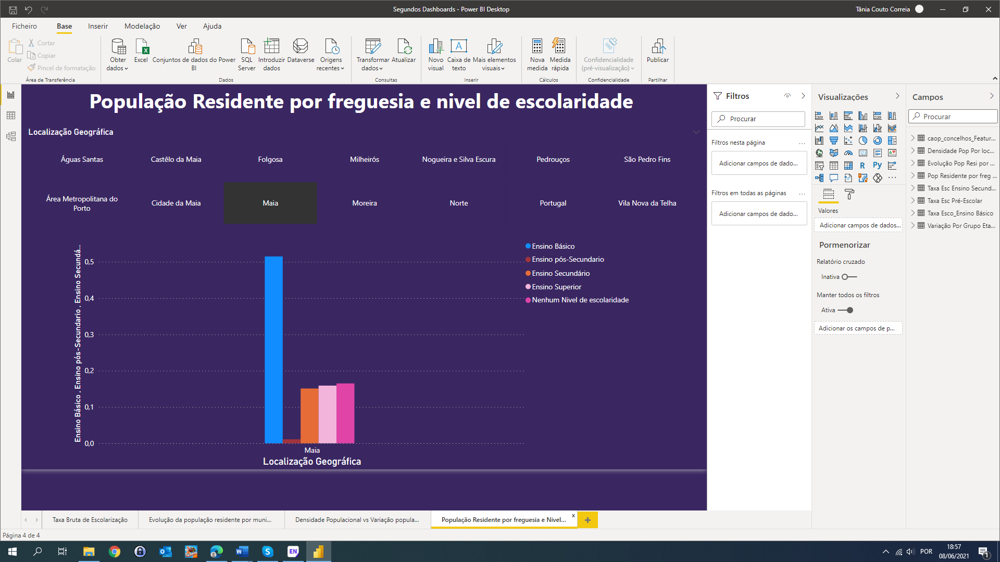 Segundos Dashboards - Power BI Desktop
Tânia Couto Correia
Ficheiro Base Inserir Modelação Ver Ajuda
Colar
Cortar
Copiar
Pincel de formatação
Área de Transferência
Obter dados
Excel
Conjuntos de dados do Power BI
SQL Server
Introduzir dados
Dataverse
Origens recentes
Dados
Transformar dados
Atualizar
Consultas
Novo visual
Caixa de texto
Mais elementos visuais
Inserir
Nova medida
Medida rápida
Cálculos
Confidencialidade (pré-visualização)
Confidencialidade
Publicar
Partilhar
População Residente por freguesia e nivel de escolaridade
Localização Geográfica
Águas Santas
Castêlo da Maia
Folgosa
Milheirós
Nogueira e Silva Escura
Pedrouços
São Pedro Fins
Área Metropolitana do Porto
Cidade da Maia
Maia
Moreira
Norte
Portugal
Vila Nova da Telha
Ensino Básico , Ensino pós-Secundario , Ensino Secundá...
0,5
0,4
0,3
0,2
0,1
0,0
Maia
Localização Geográfica
Ensino Básico
Ensino pós-Secundario
Ensino Secundário
Ensino Superior
Nenhum Nivel de escolaridade
Filtros
Procurar
Filtros nesta página ...
Adicionar campos de dado...
Filtros em todas as páginas ...
Adicionar campos de dado...
Visualizações
R
Py
...
Valores
Adicionar campos de dados...
Pormenorizar
Relatório cruzado
Inativa
Manter todos os filtros
Ativa
Adicionar os campos de p...
Campos
Procurar
caop_concelhos_Featur...
Densidade Pop Por loc...
Evolução Pop Resi por ...
Pop Residente por freg ...
Taxa Esc Ensino Secund...
Taxa Esc Pré-Escolar
Taxa Esco_Ensino Básico
Variação Por Grupo Eta...
Taxa Bruta de Escolarização
Evolução da população residente por muni...
Densidade Populacional vs Variação popula...
População Residente por freguesia e Nivel...
x
+
Página 4 de 4
EN
POR
18:57
08/06/2021
1